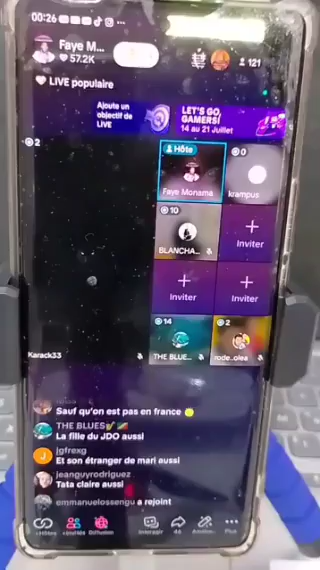 00:26
Faye M...
57.2K
121
LIVE populaire
Ajoute un
objectif de
LIVE
LET'S GO,
GAMERS!
14 au 21 Juillet
2
Hôte
0
Faye Monama
krampus
10
Inviter
BLANCHA...
Inviter
Inviter
14
2
Karack33
THE BLUE...
rode..olea
Sauf qu'on est pas en france
THE BLUES
La fille du JDO aussi
J
jgfrexg
Et son étranger de mari aussi
jeanguyrodriguez
Tata claire aussi
emmanuelossengu a rejoint
+Hôtes
+Invités
Diffusion
Interagir
Plus